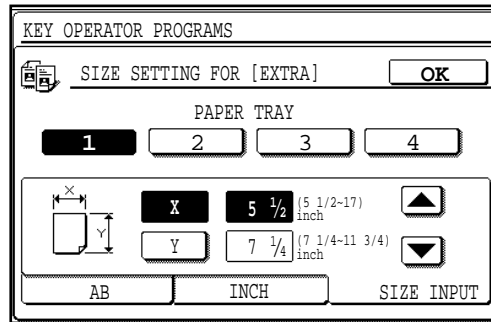 KEY OPERATOR PROGRAMS
SIZE SETTING FOR [EXTRA] OK
PAPER TRAY
1 2 3 4
X
X 5 1/2 (5 1/2~17) inch
Y
Y 7 1/4 (7 1/4~11 3/4) inch
AB INCH SIZE INPUT